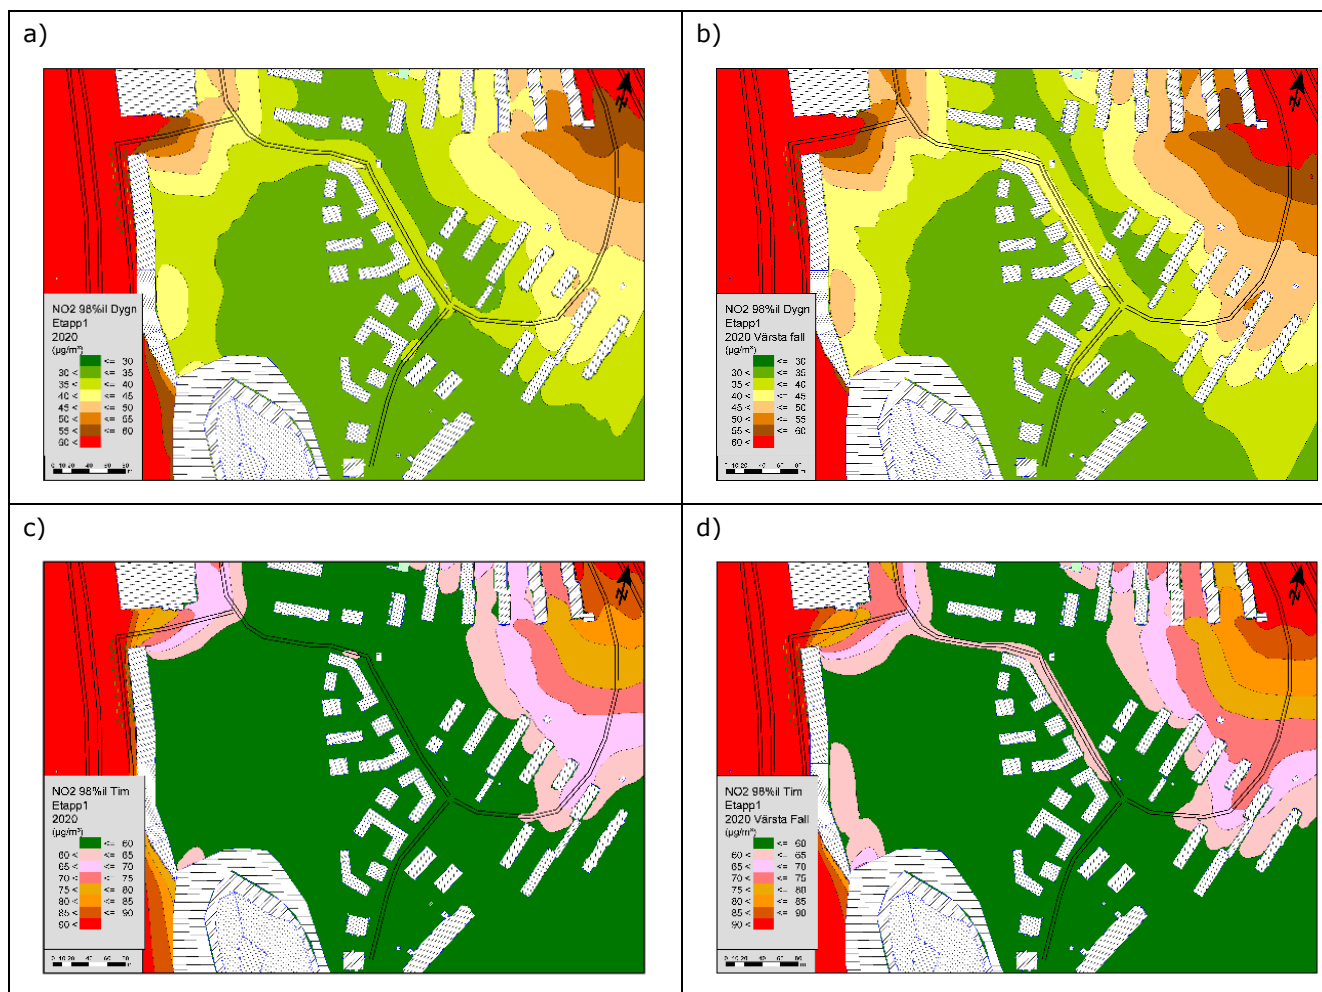 a)
b)
NO2 98%il Dygn
Etapp1
2020
(µg/m³)
<= 30
30 < <= 35
35 < <= 40
40 < <= 45
45 < <= 50
50 < <= 55
55 < <= 60
60 <
NO2 98%il Dygn
Etapp1
2020 Värsta fall
(µg/m³)
<= 30
30 < <= 35
35 < <= 40
40 < <= 45
45 < <= 50
50 < <= 55
55 < <= 60
60 <
c)
d)
NO2 98%il Tim
Etapp1
2020
(µg/m³)
<= 60
60 < <= 65
65 < <= 70
70 < <= 75
75 < <= 80
80 < <= 85
85 < <= 90
90 <
NO2 98%il Tim
Etapp1
2020 Värsta Fall
(µg/m³)
<= 60
60 < <= 65
65 < <= 70
70 < <= 75
75 < <= 80
80 < <= 85
85 < <= 90
90 <